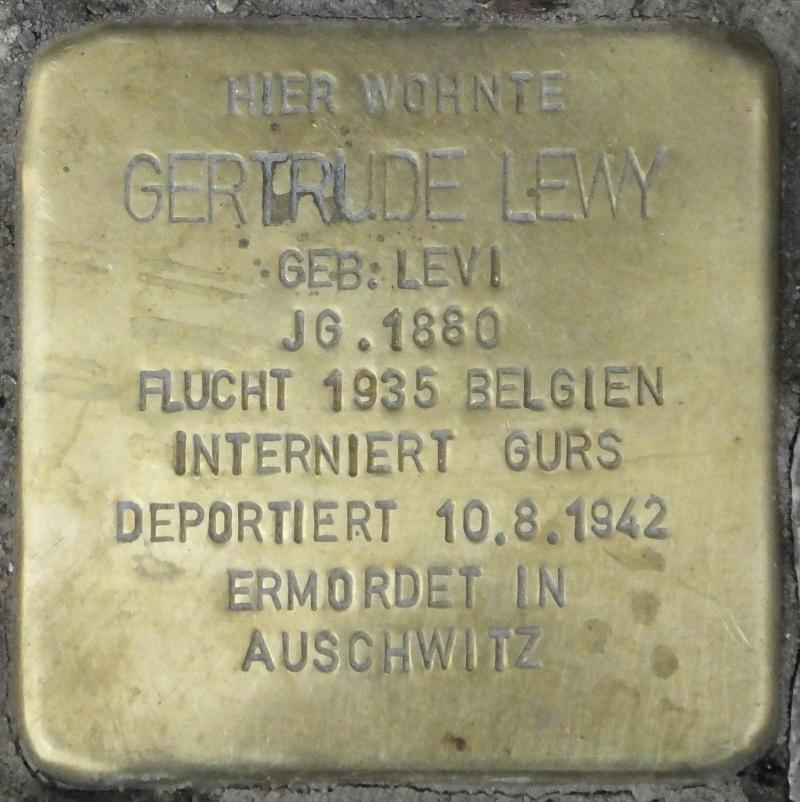 HIER WOHNTE
GERTRUDE LEWY
GEB. LEVI
JG. 1880
FLUCHT 1935 BELGIEN
INTERNIERT GURS
DEPORTIERT 10.8.1942
ERMORDET IN
AUSCHWITZ